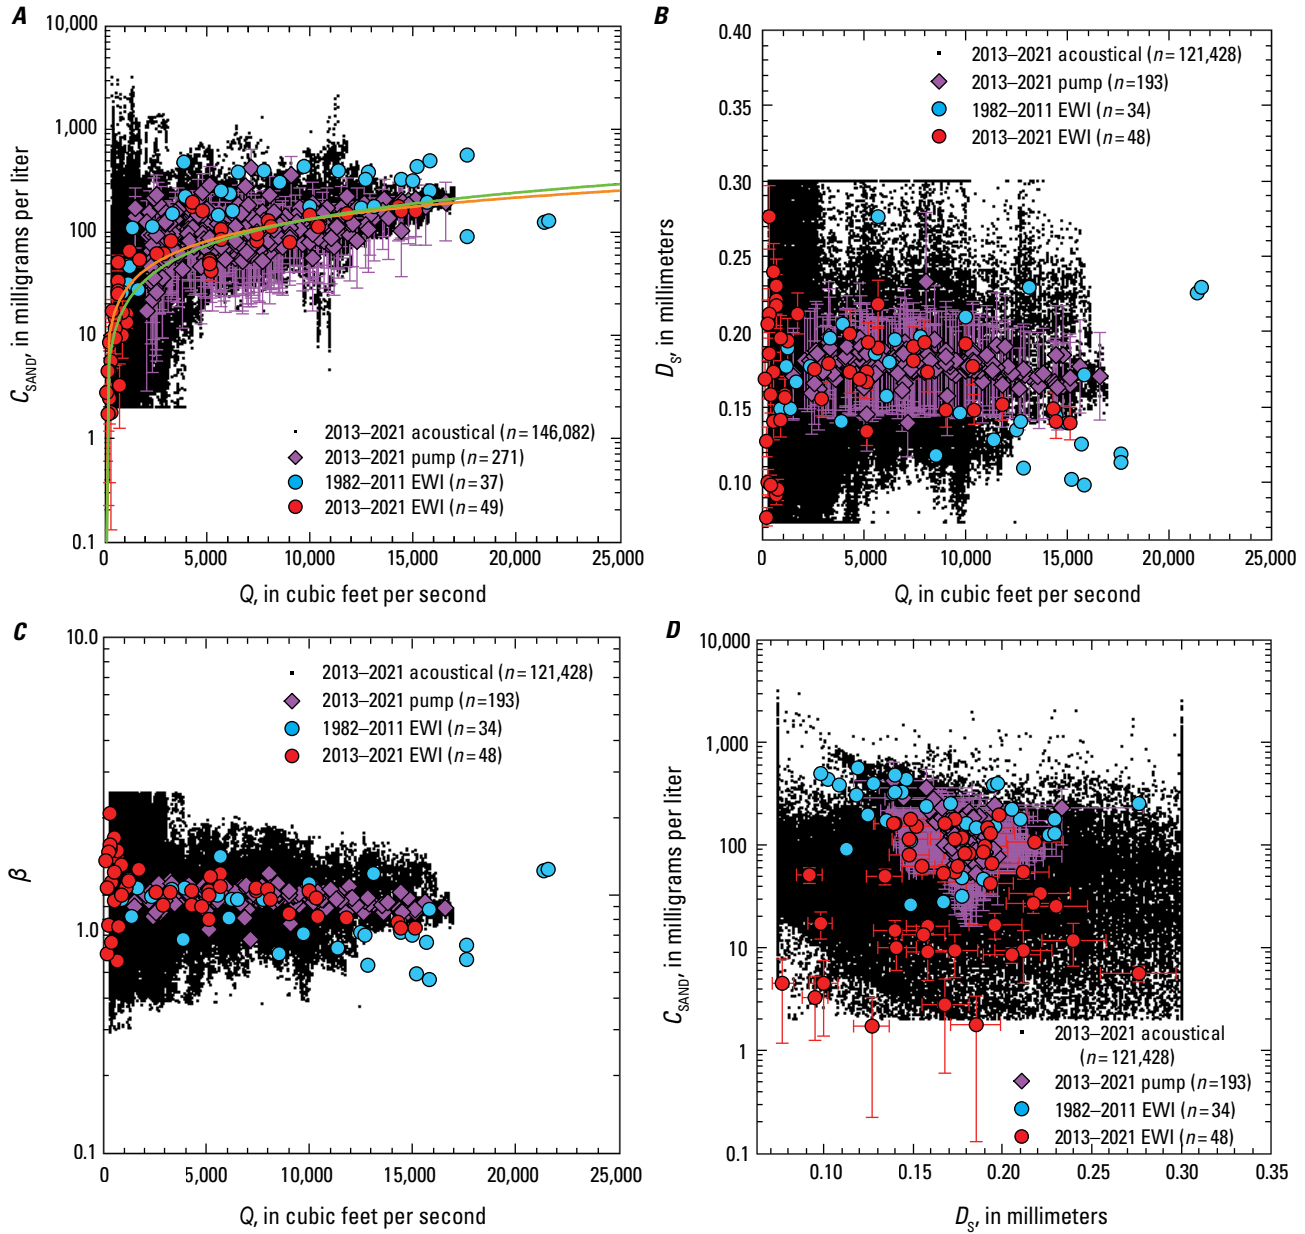 A
10,000
1,000
100
10
1
0.1
C_SAND, in milligrams per liter
2013–2021 acoustical (n=146,082)
2013–2021 pump (n=271)
1982–2011 EWI (n=37)
2013–2021 EWI (n=49)
0 5,000 10,000 15,000 20,000 25,000
Q, in cubic feet per second
B
0.40
0.35
0.30
0.25
0.20
0.15
0.10
D_S, in millimeters
2013–2021 acoustical (n=121,428)
2013–2021 pump (n=193)
1982–2011 EWI (n=34)
2013–2021 EWI (n=48)
0 5,000 10,000 15,000 20,000 25,000
Q, in cubic feet per second
C
10.0
1.0
0.1
β
2013–2021 acoustical (n=121,428)
2013–2021 pump (n=193)
1982–2011 EWI (n=34)
2013–2021 EWI (n=48)
0 5,000 10,000 15,000 20,000 25,000
Q, in cubic feet per second
D
10,000
1,000
100
10
1
0.1
C_SAND, in milligrams per liter
2013–2021 acoustical
(n=121,428)
2013–2021 pump (n=193)
1982–2011 EWI (n=34)
2013–2021 EWI (n=48)
0.10 0.15 0.20 0.25 0.30 0.35
D_S, in millimeters